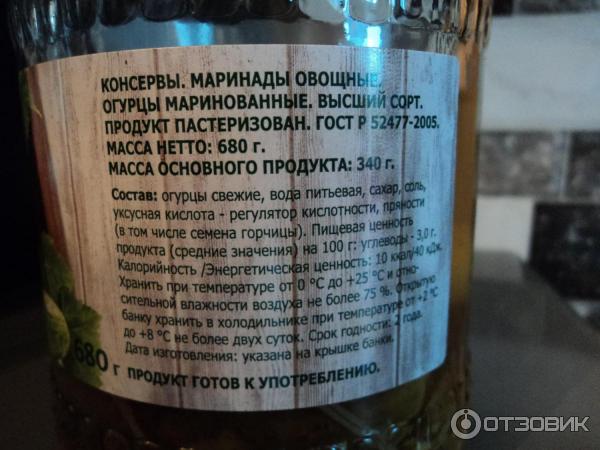 КОНСЕРВЫ. МАРИНАДЫ ОВОЩНЫЕ.
ОГУРЦЫ МАРИНОВАННЫЕ. ВЫСШИЙ СОРТ.
ПРОДУКТ ПАСТЕРИЗОВАН. ГОСТ Р 52477-2005.
МАССА НЕТТО: 680 г.
МАССА ОСНОВНОГО ПРОДУКТА: 340 г.
Состав: огурцы свежие, вода питьевая, сахар, соль,
уксусная кислота - регулятор кислотности, пряности
(в том числе семена горчицы). Пищевая ценность
продукта (средние значения) на 100 г: углеводы - 3,0 г.
Калорийность /Энергетическая ценность: 10 ккал/40 кДж.
Хранить при температуре от 0 °С до +25 °С и отно-
сительной влажности воздуха не более 75 %. Открытую
банку хранить в холодильнике при температуре от +2 °С
до +8 °С не более двух суток. Срок годности: 2 года.
Дата изготовления: указана на крышке банки.
680 г ПРОДУКТ ГОТОВ К УПОТРЕБЛЕНИЮ.
ОТЗОВИК